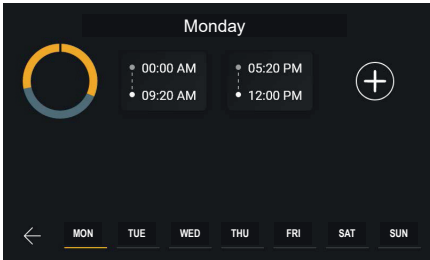 Monday
00:00 AM
09:20 AM
05:20 PM
12:00 PM
MON TUE WED THU FRI SAT SUN